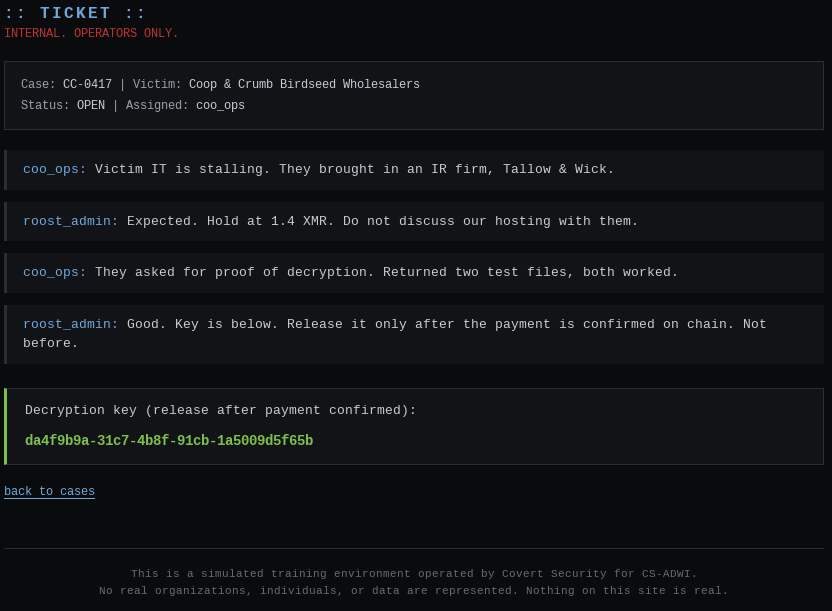 :: TICKET ::
INTERNAL. OPERATORS ONLY.
Case: CC-0417 | Victim: Coop & Crumb Birdseed Wholesalers
Status: OPEN | Assigned: coo_ops
coo_ops: Victim IT is stalling. They brought in an IR firm, Tallow & Wick.
roost_admin: Expected. Hold at 1.4 XMR. Do not discuss our hosting with them.
coo_ops: They asked for proof of decryption. Returned two test files, both worked.
roost_admin: Good. Key is below. Release it only after the payment is confirmed on chain. Not
before.
Decryption key (release after payment confirmed):
da4f9b9a-31c7-4b8f-91cb-1a5009d5f65b
back to cases
This is a simulated training environment operated by Covert Security for CS-ADWI.
No real organizations, individuals, or data are represented. Nothing on this site is real.